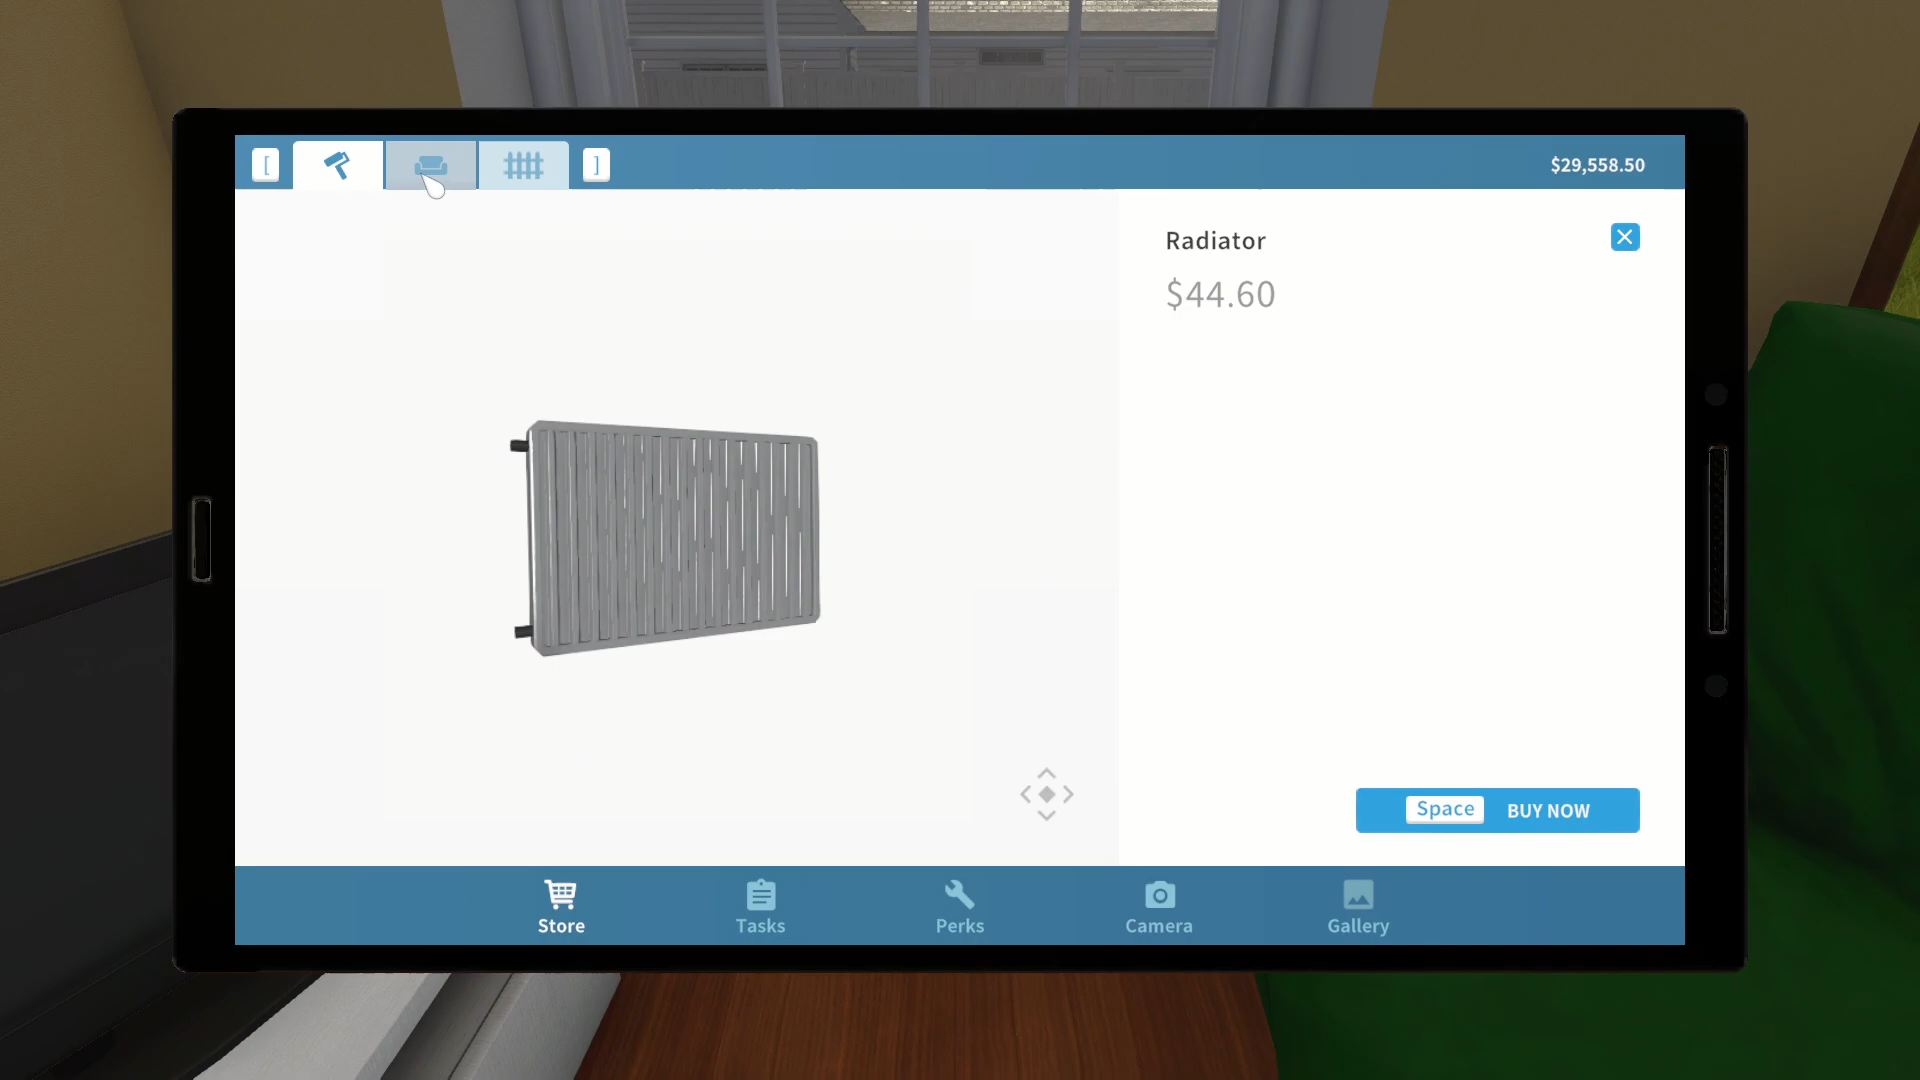 [
]
$29,558.50
Radiator
$44.60
Space BUY NOW
Store
Tasks
Perks
Camera
Gallery